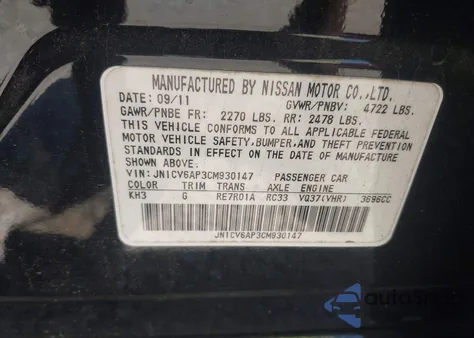 MANUFACTURED BY NISSAN MOTOR CO.,LTD.
DATE: 09/11 GVWR/PNBV: 4722 LBS.
GAWR/PNBE FR: 2270 LBS. RR: 2478 LBS.
THIS VEHICLE CONFORMS TO ALL APPLICABLE FEDERAL
MOTOR VEHICLE SAFETY, BUMPER, AND THEFT PREVENTION
STANDARDS IN EFFECT ON THE DATE OF MANUFACTURE
SHOWN ABOVE.
VIN: JN1CV6AP3CM930147 PASSENGER CAR
COLOR TRIM TRANS AXLE ENGINE
KH3 G RE7R01A RC33 VQ37(VHR) 3696CC
JN1CV6AP3CM930147